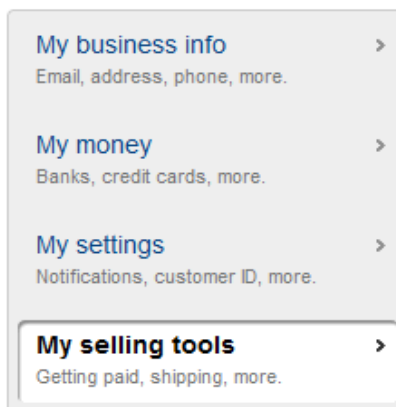 My business info
Email, address, phone, more.
My money
Banks, credit cards, more.
My settings
Notifications, customer ID, more.
My selling tools
Getting paid, shipping, more.